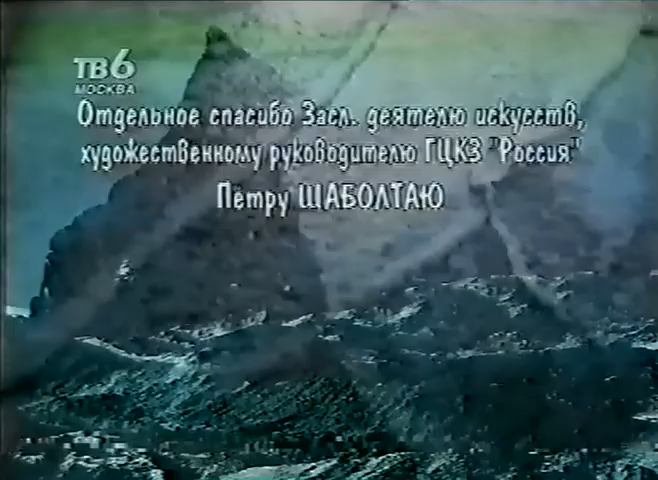 ТВ6
МОСКВА
Отдельное спасибо Засл. деятелю искусств,
художественному руководителю ГЦКЗ "Россия"
Петру ШАБОЛТАЮ